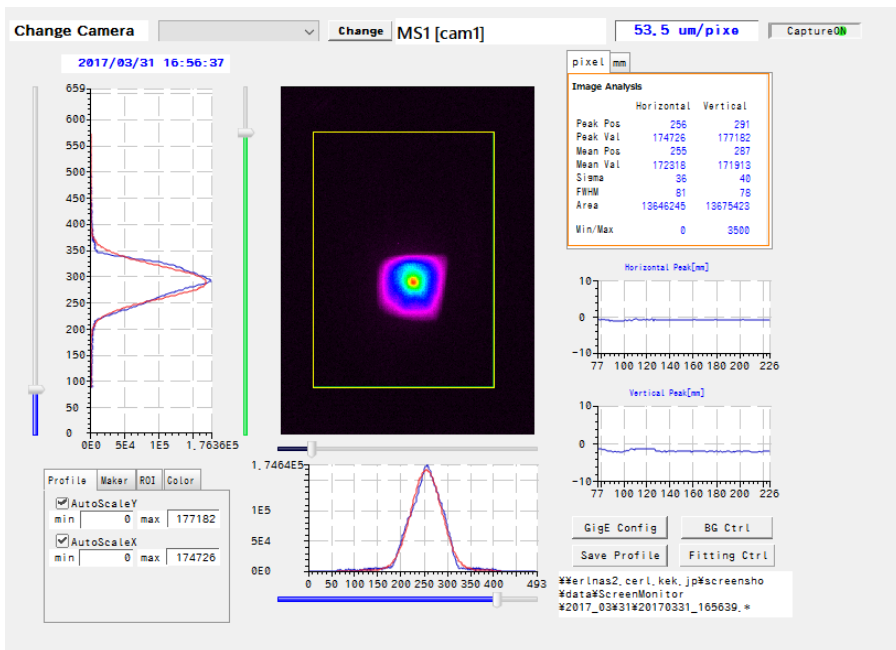 Change Camera Change MS1 [cam1] 53.5 um/pixe CaptureON
2017/03/31 16:56:37
pixel mm
Image Analysis
Horizontal Vertical
Peak Pos 256 291
Peak Val 174726 177182
Mean Pos 255 287
Mean Val 172318 171913
Sigma 36 40
FWHM 81 78
Area 13646245 13675423
Min/Max 0 3500
659
600
550
500
450
400
350
300
250
200
150
100
50
0
0E0 5E4 1E5 1.7636E5
Horizontal Peak[mm]
10
0
-10
77 100 120 140 160 180 200 226
Vertical Peak[mm]
10
0
-10
77 100 120 140 160 180 200 226
Profile Maker ROI Color
AutoScaleY
min 0 max 177182
AutoScaleX
min 0 max 174726
1.7464E5
1E5
5E4
0E0
0 50 100 150 200 250 300 350 400 493
GigE Config BG Ctrl
Save Profile Fitting Ctrl
¥¥erlnas2.cerl.kek.jp¥screensho
¥data¥ScreenMonitor
¥2017_03¥31¥20170331_165639.*